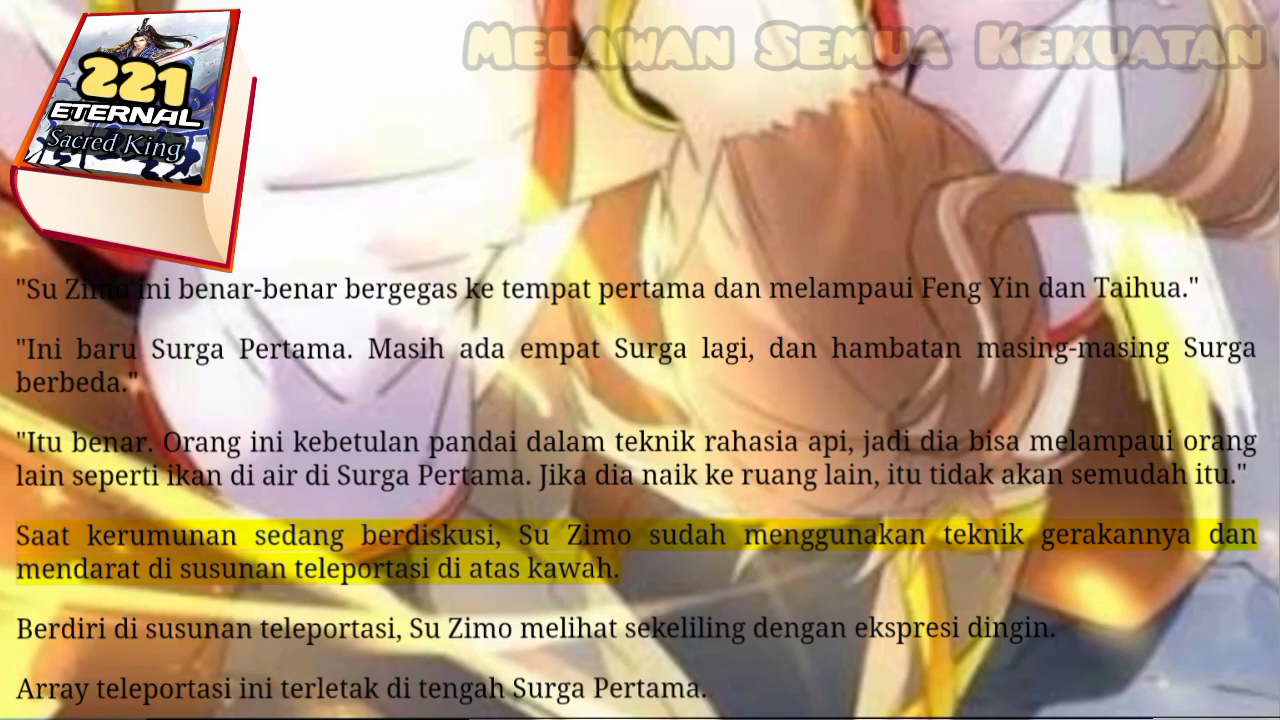 Melawan Semua Kekuatan
221
ETERNAL
Sacred King
"Su Zimo ini benar-benar bergegas ke tempat pertama dan melampaui Feng Yin dan Taihua."
"Ini baru Surga Pertama. Masih ada empat Surga lagi, dan hambatan masing-masing Surga
berbeda."
"Itu benar. Orang ini kebetulan pandai dalam teknik rahasia api, jadi dia bisa melampaui orang
lain seperti ikan di air di Surga Pertama. Jika dia naik ke ruang lain, itu tidak akan semudah itu."
Saat kerumunan sedang berdiskusi, Su Zimo sudah menggunakan teknik gerakannya dan
mendarat di susunan teleportasi di atas kawah.
Berdiri di susunan teleportasi, Su Zimo melihat sekeliling dengan ekspresi dingin.
Array teleportasi ini terletak di tengah Surga Pertama.